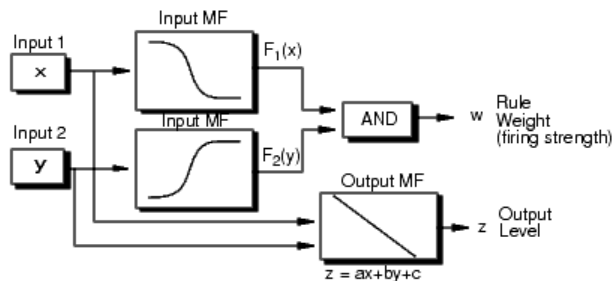 Input MF
Input 1
x
F1(x)
Input MF
Input 2
y
F2(y)
AND
w
Rule
Weight
(firing strength)
Output MF
z
Output
Level
z = ax+by+c